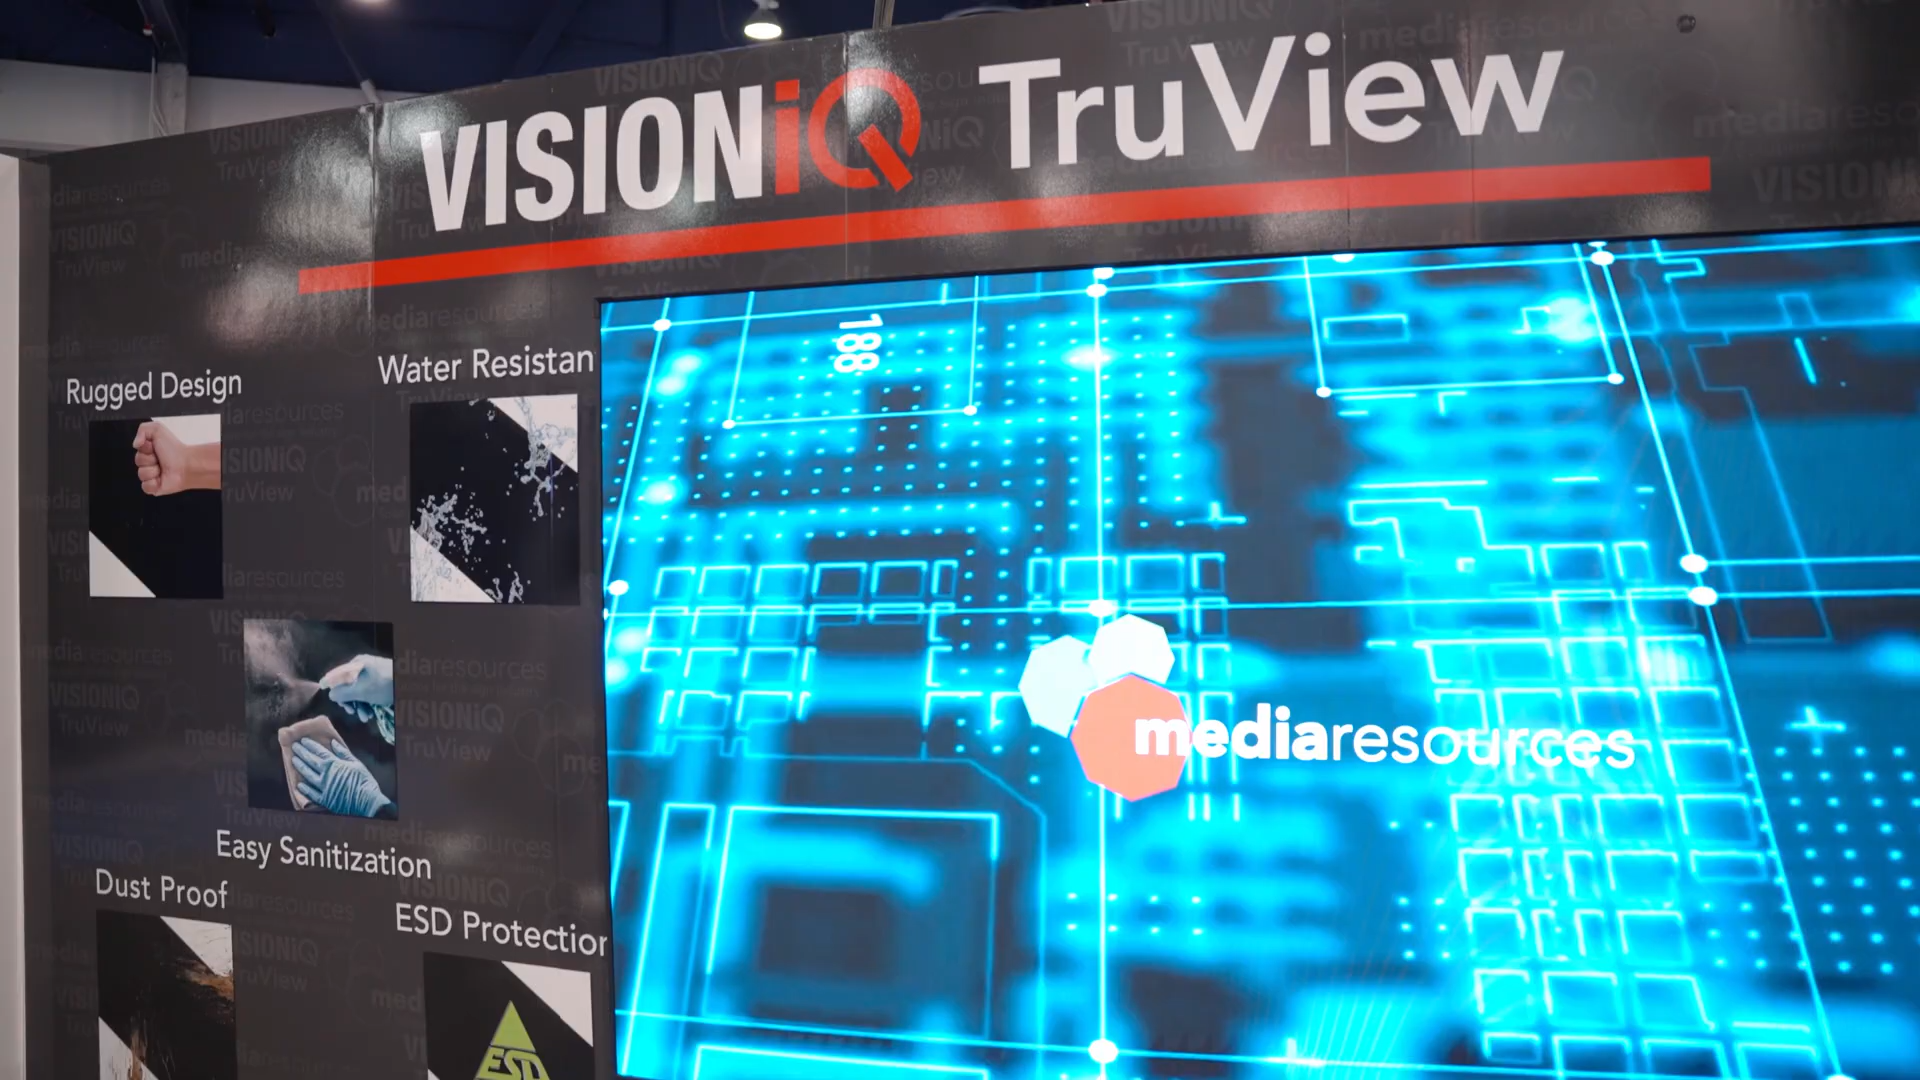 VISIONiQ TruView
Rugged Design
Water Resistan
188
mediaresources
Easy Sanitization
Dust Proof
ESD Protection
ESD